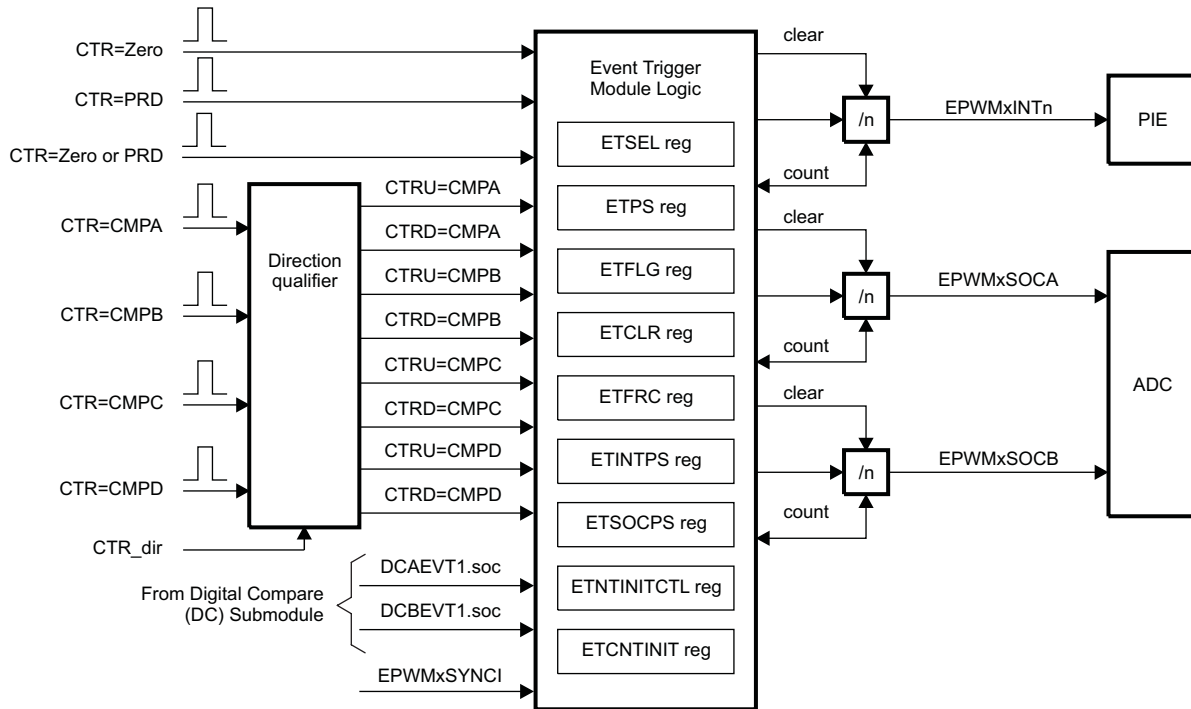 CTR=Zero
CTR=PRD
CTR=Zero or PRD
CTR=CMPA
CTR=CMPB
CTR=CMPC
CTR=CMPD
CTR_dir
Direction
qualifier
CTRU=CMPA
CTRD=CMPA
CTRU=CMPB
CTRD=CMPB
CTRU=CMPC
CTRD=CMPC
CTRU=CMPD
CTRD=CMPD
From Digital Compare
(DC) Submodule
DCAEVT1.soc
DCBEVT1.soc
EPWMxSYNCI
Event Trigger
Module Logic
ETSEL reg
ETPS reg
ETFLG reg
ETCLR reg
ETFRC reg
ETINTPS reg
ETSOCPS reg
ETNTINITCTL reg
ETCNTINIT reg
clear
/n
count
EPWMxINTn
PIE
clear
/n
count
EPWMxSOCA
clear
/n
count
EPWMxSOCB
ADC